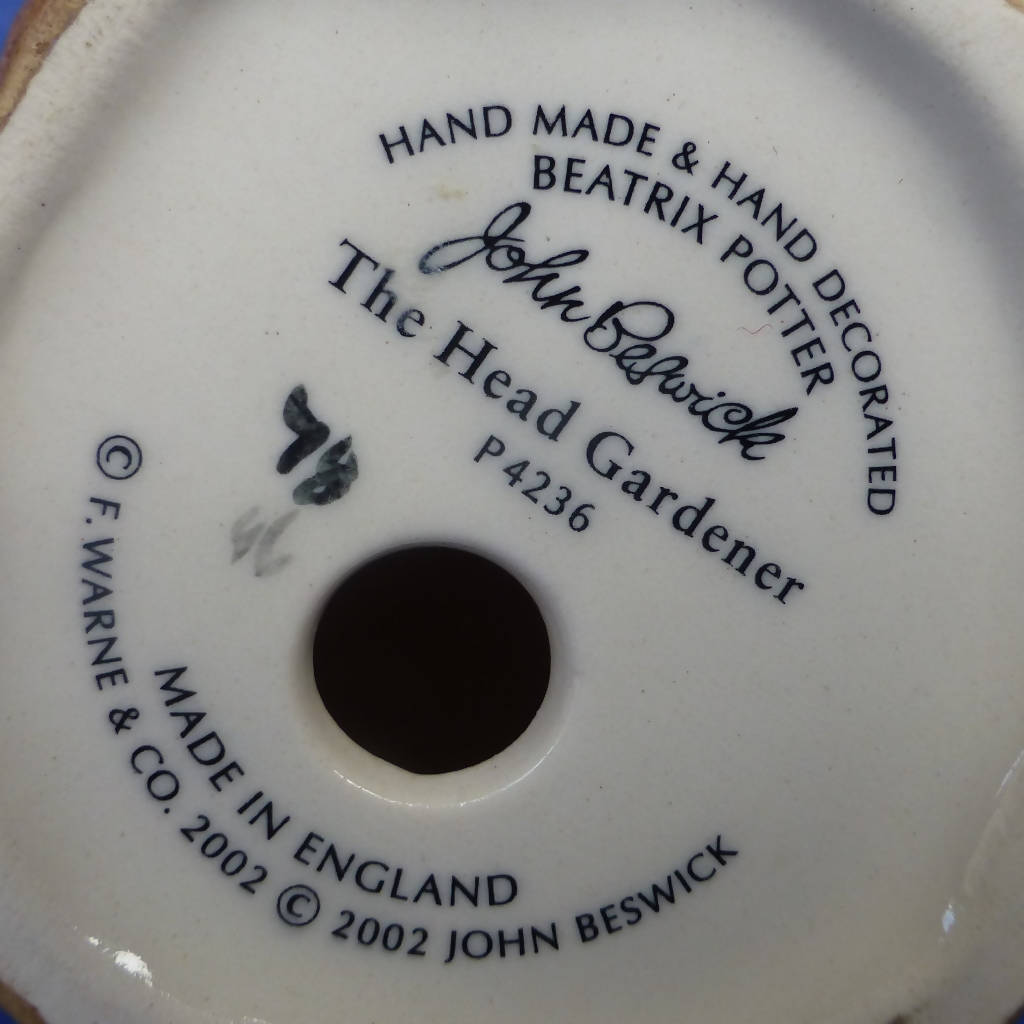 HAND MADE & HAND DECORATED
BEATRIX POTTER
John Beswick
The Head Gardener
P 4236
MADE IN ENGLAND
© F. WARNE & CO. 2002 © 2002 JOHN BESWICK